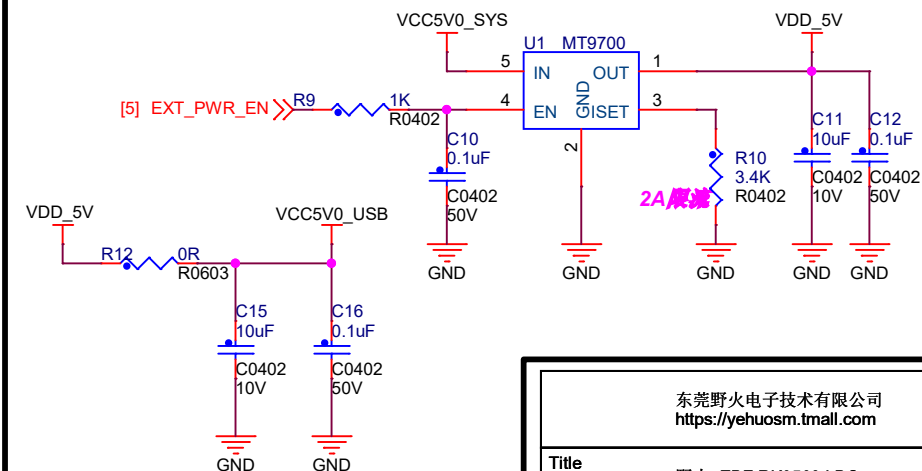 VCC5V0_SYS
VDD_5V
U1 MT9700
5 IN OUT 1
[5] EXT_PWR_EN R9 1K 4 EN GND ISET 3
R0402
2
C10
0.1uF
C0402
50V
R10
3.4K
R0402
2A限流
C11
10uF
C0402
10V
C12
0.1uF
C0402
50V
GND
GND
GND
GND
GND
VDD_5V
VCC5V0_USB
R12 0R
R0603
C15
10uF
C0402
10V
C16
0.1uF
C0402
50V
GND
GND
东莞野火电子技术有限公司
https://yehuosm.tmall.com
Title